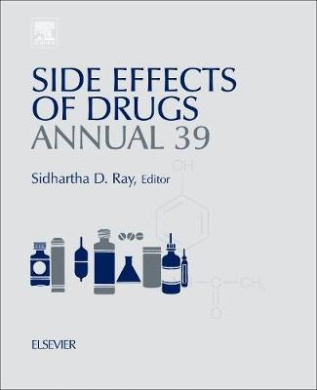 SIDE EFFECTS
OF DRUGS
ANNUAL 39
Sidhartha D. Ray, Editor
OH
H
N
C
CH₃
O
ELSEVIER